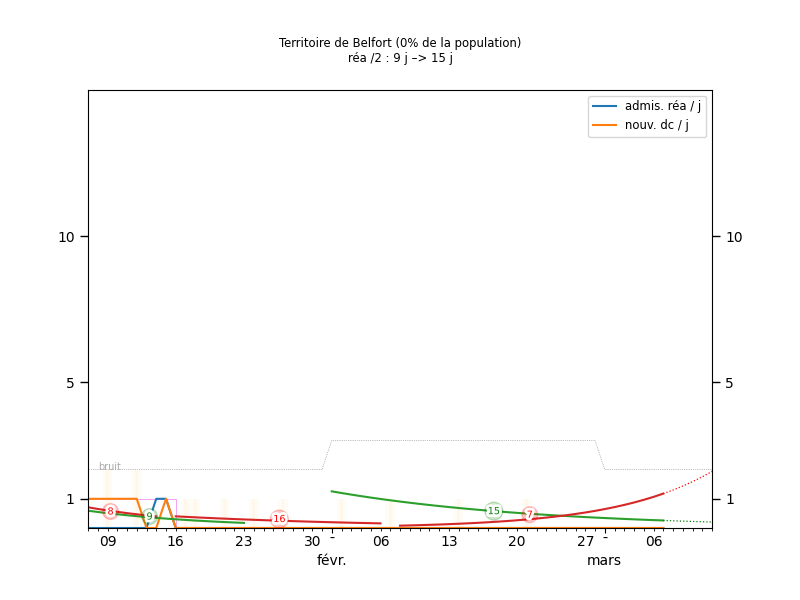 Territoire de Belfort (0% de la population)
réa /2 : 9 j –> 15 j
admis. réa / j
nouv. dc / j
10 10
5 5
bruit
1 1
8 9 16 15 7
09 16 23 30 - 06 13 20 27 - 06
févr. mars